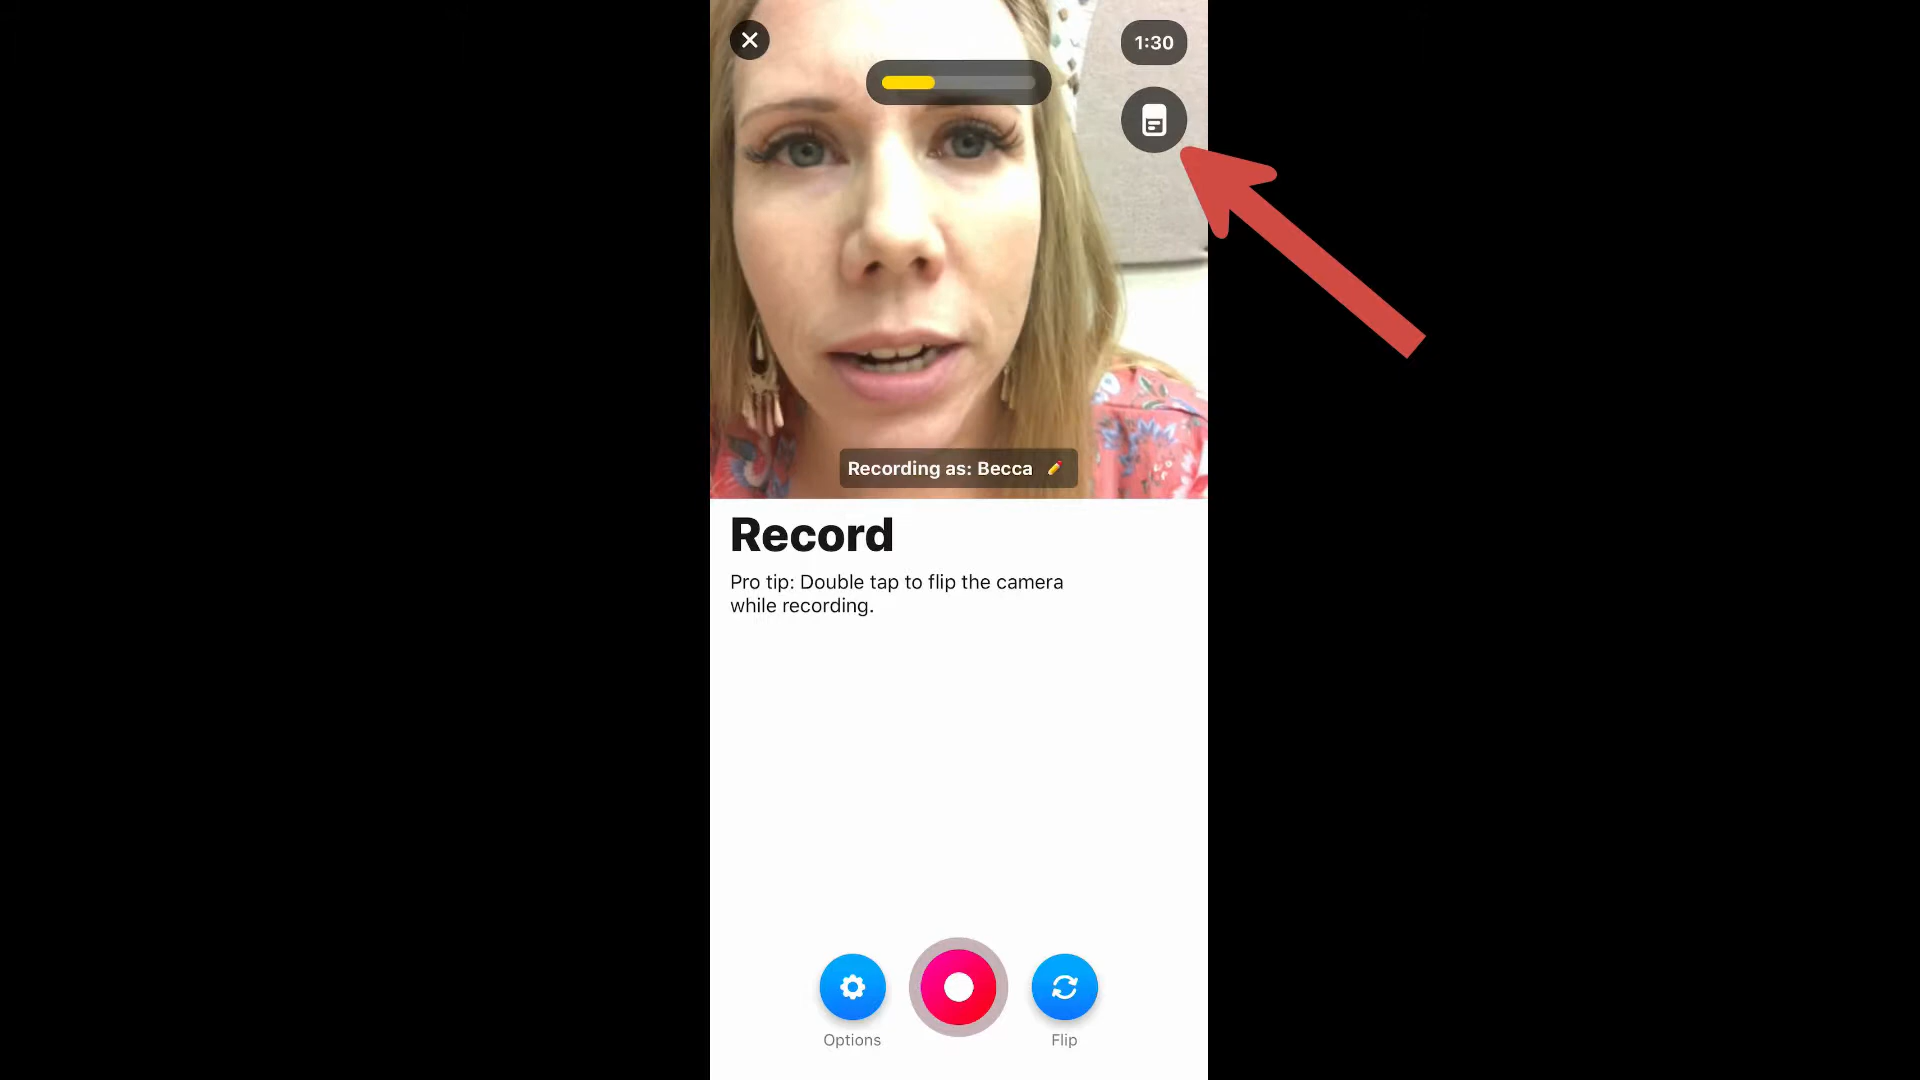 1:30
Recording as: Becca
Record
Pro tip: Double tap to flip the camera
while recording.
Options
Flip